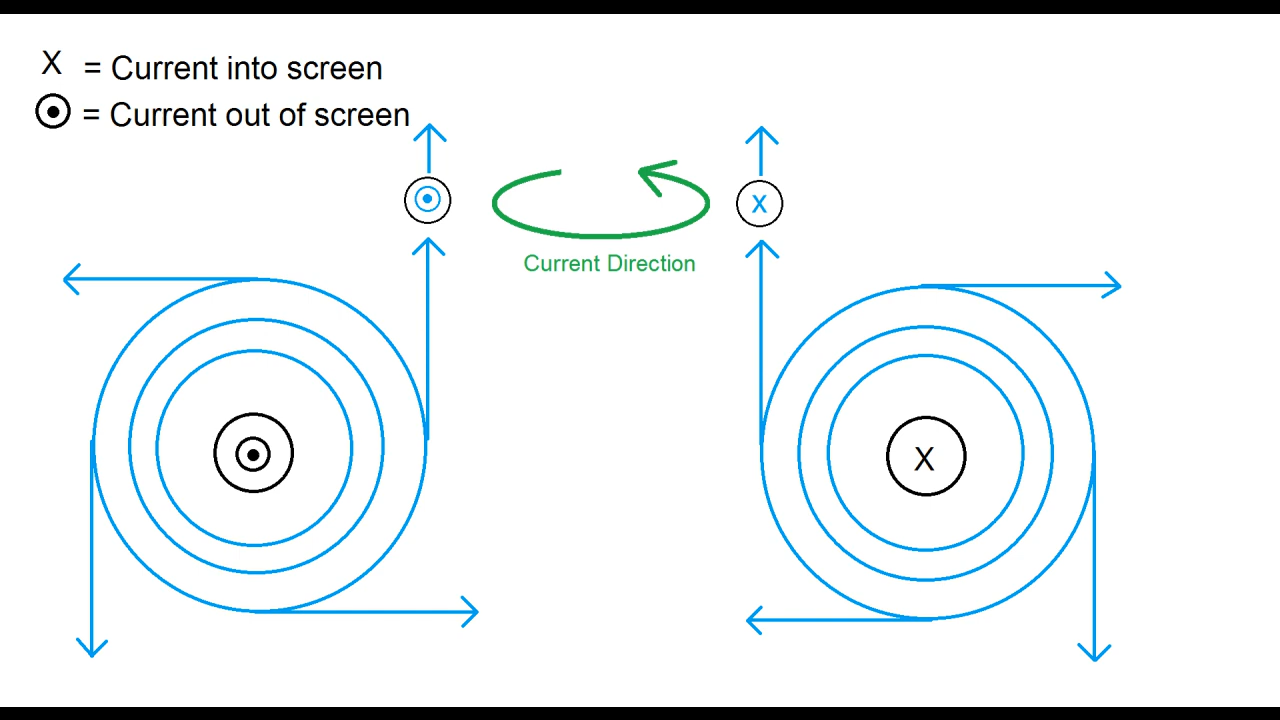 X = Current into screen
= Current out of screen
X
Current Direction
X